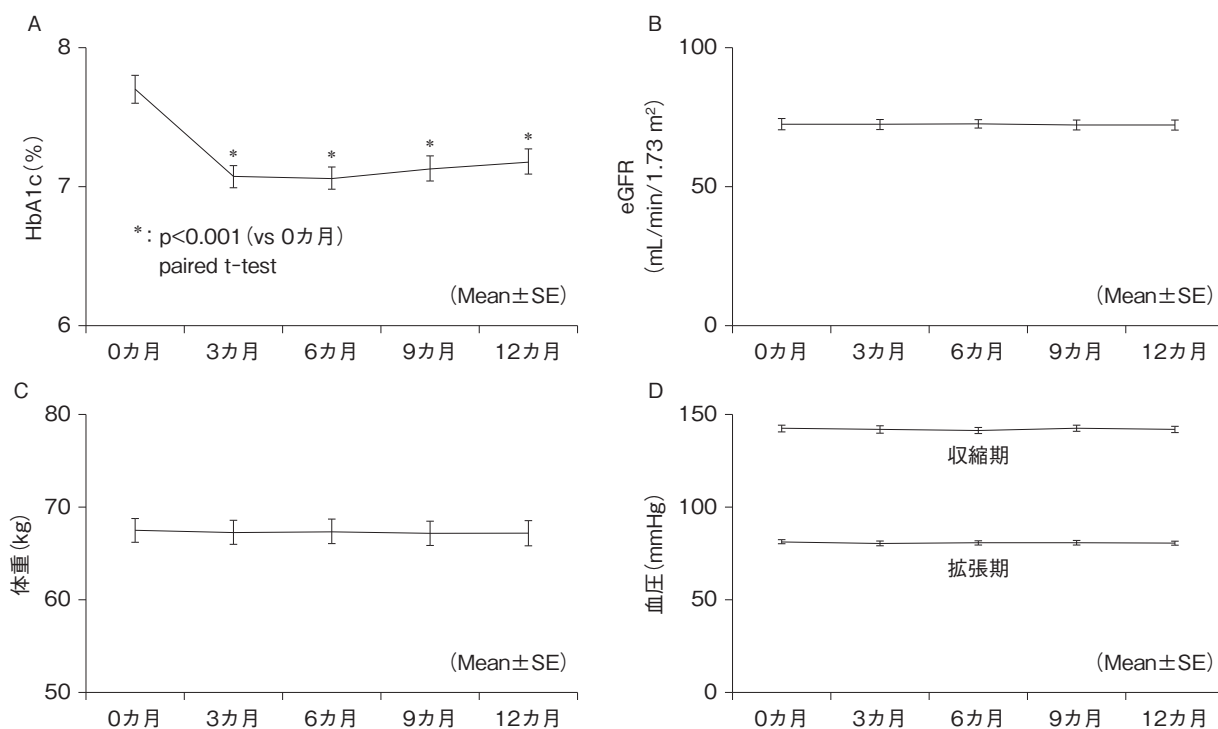 A
8
7
6
HbA1c(%)
*
*
*
*
*：p<0.001(vs 0カ月)
paired t-test
(Mean±SE)
0カ月 3カ月 6カ月 9カ月 12カ月
B
100
50
0
eGFR
(mL/min/1.73 m²)
(Mean±SE)
0カ月 3カ月 6カ月 9カ月 12カ月
C
80
70
60
50
体重(kg)
(Mean±SE)
0カ月 3カ月 6カ月 9カ月 12カ月
D
150
100
50
0
血圧(mmHg)
収縮期
拡張期
(Mean±SE)
0カ月 3カ月 6カ月 9カ月 12カ月